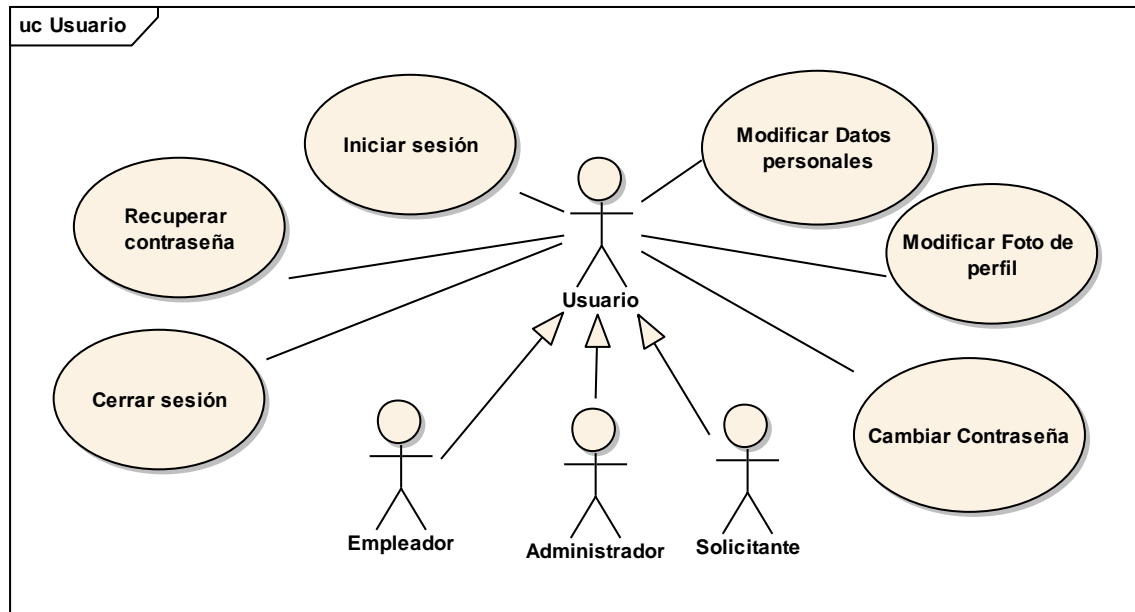 uc Usuario
Iniciar sesión
Modificar Datos
personales
Recuperar
contraseña
Modificar Foto de
perfil
Usuario
Cerrar sesión
Cambiar Contraseña
Empleador
Administrador
Solicitante